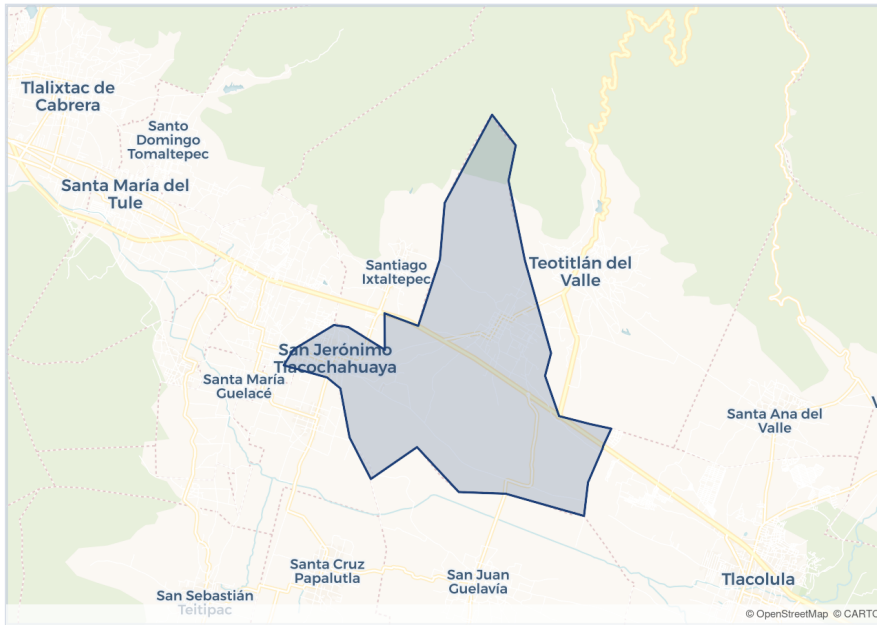 Tlalixtac de
Cabrera
Santo
Domingo
Tomaltepec
Santa María del
Tule
Santiago
Ixtaltepec
Teotitlán del
Valle
San Jerónimo
Tlacochahuaya
Santa María
Guelacé
Santa Ana del
Valle
V
Santa Cruz
Papalutla
San Juan
Guelavía
Tlacolula
San Sebastián
Teitipac
© OpenStreetMap © CARTO